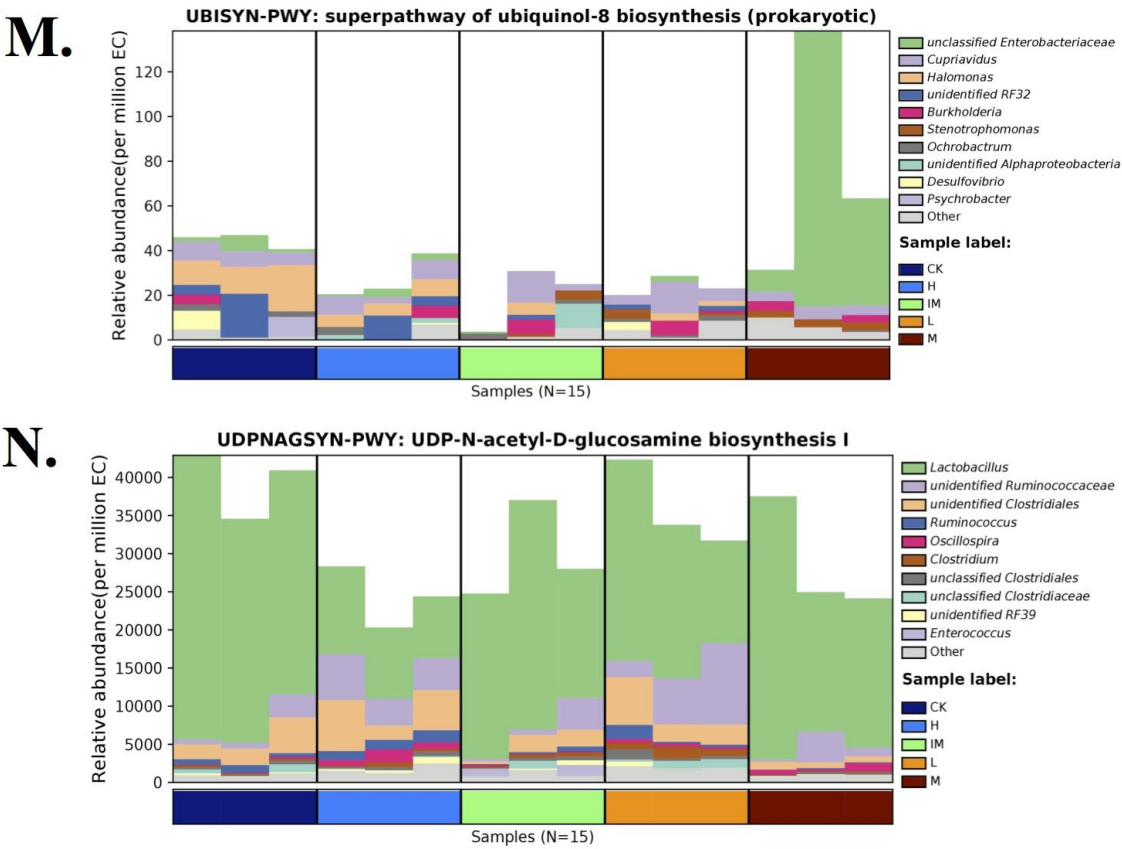 M.
UBISYN-PWY: superpathway of ubiquinol-8 biosynthesis (prokaryotic)
Relative abundance(per million EC)
120
100
80
60
40
20
0
unclassified Enterobacteriaceae
Cupriavidus
Halomonas
unidentified RF32
Burkholderia
Stenotrophomonas
Ochrobactrum
unidentified Alphaproteobacteria
Desulfovibrio
Psychrobacter
Other
Sample label:
CK
H
IM
L
M
Samples (N=15)
N.
UDPNAGSYN-PWY: UDP-N-acetyl-D-glucosamine biosynthesis I
Relative abundance(per million EC)
40000
35000
30000
25000
20000
15000
10000
5000
0
Lactobacillus
unidentified Ruminococcaceae
unidentified Clostridiales
Ruminococcus
Oscillospira
Clostridium
unclassified Clostridiales
unclassified Clostridiaceae
unidentified RF39
Enterococcus
Other
Sample label:
CK
H
IM
L
M
Samples (N=15)